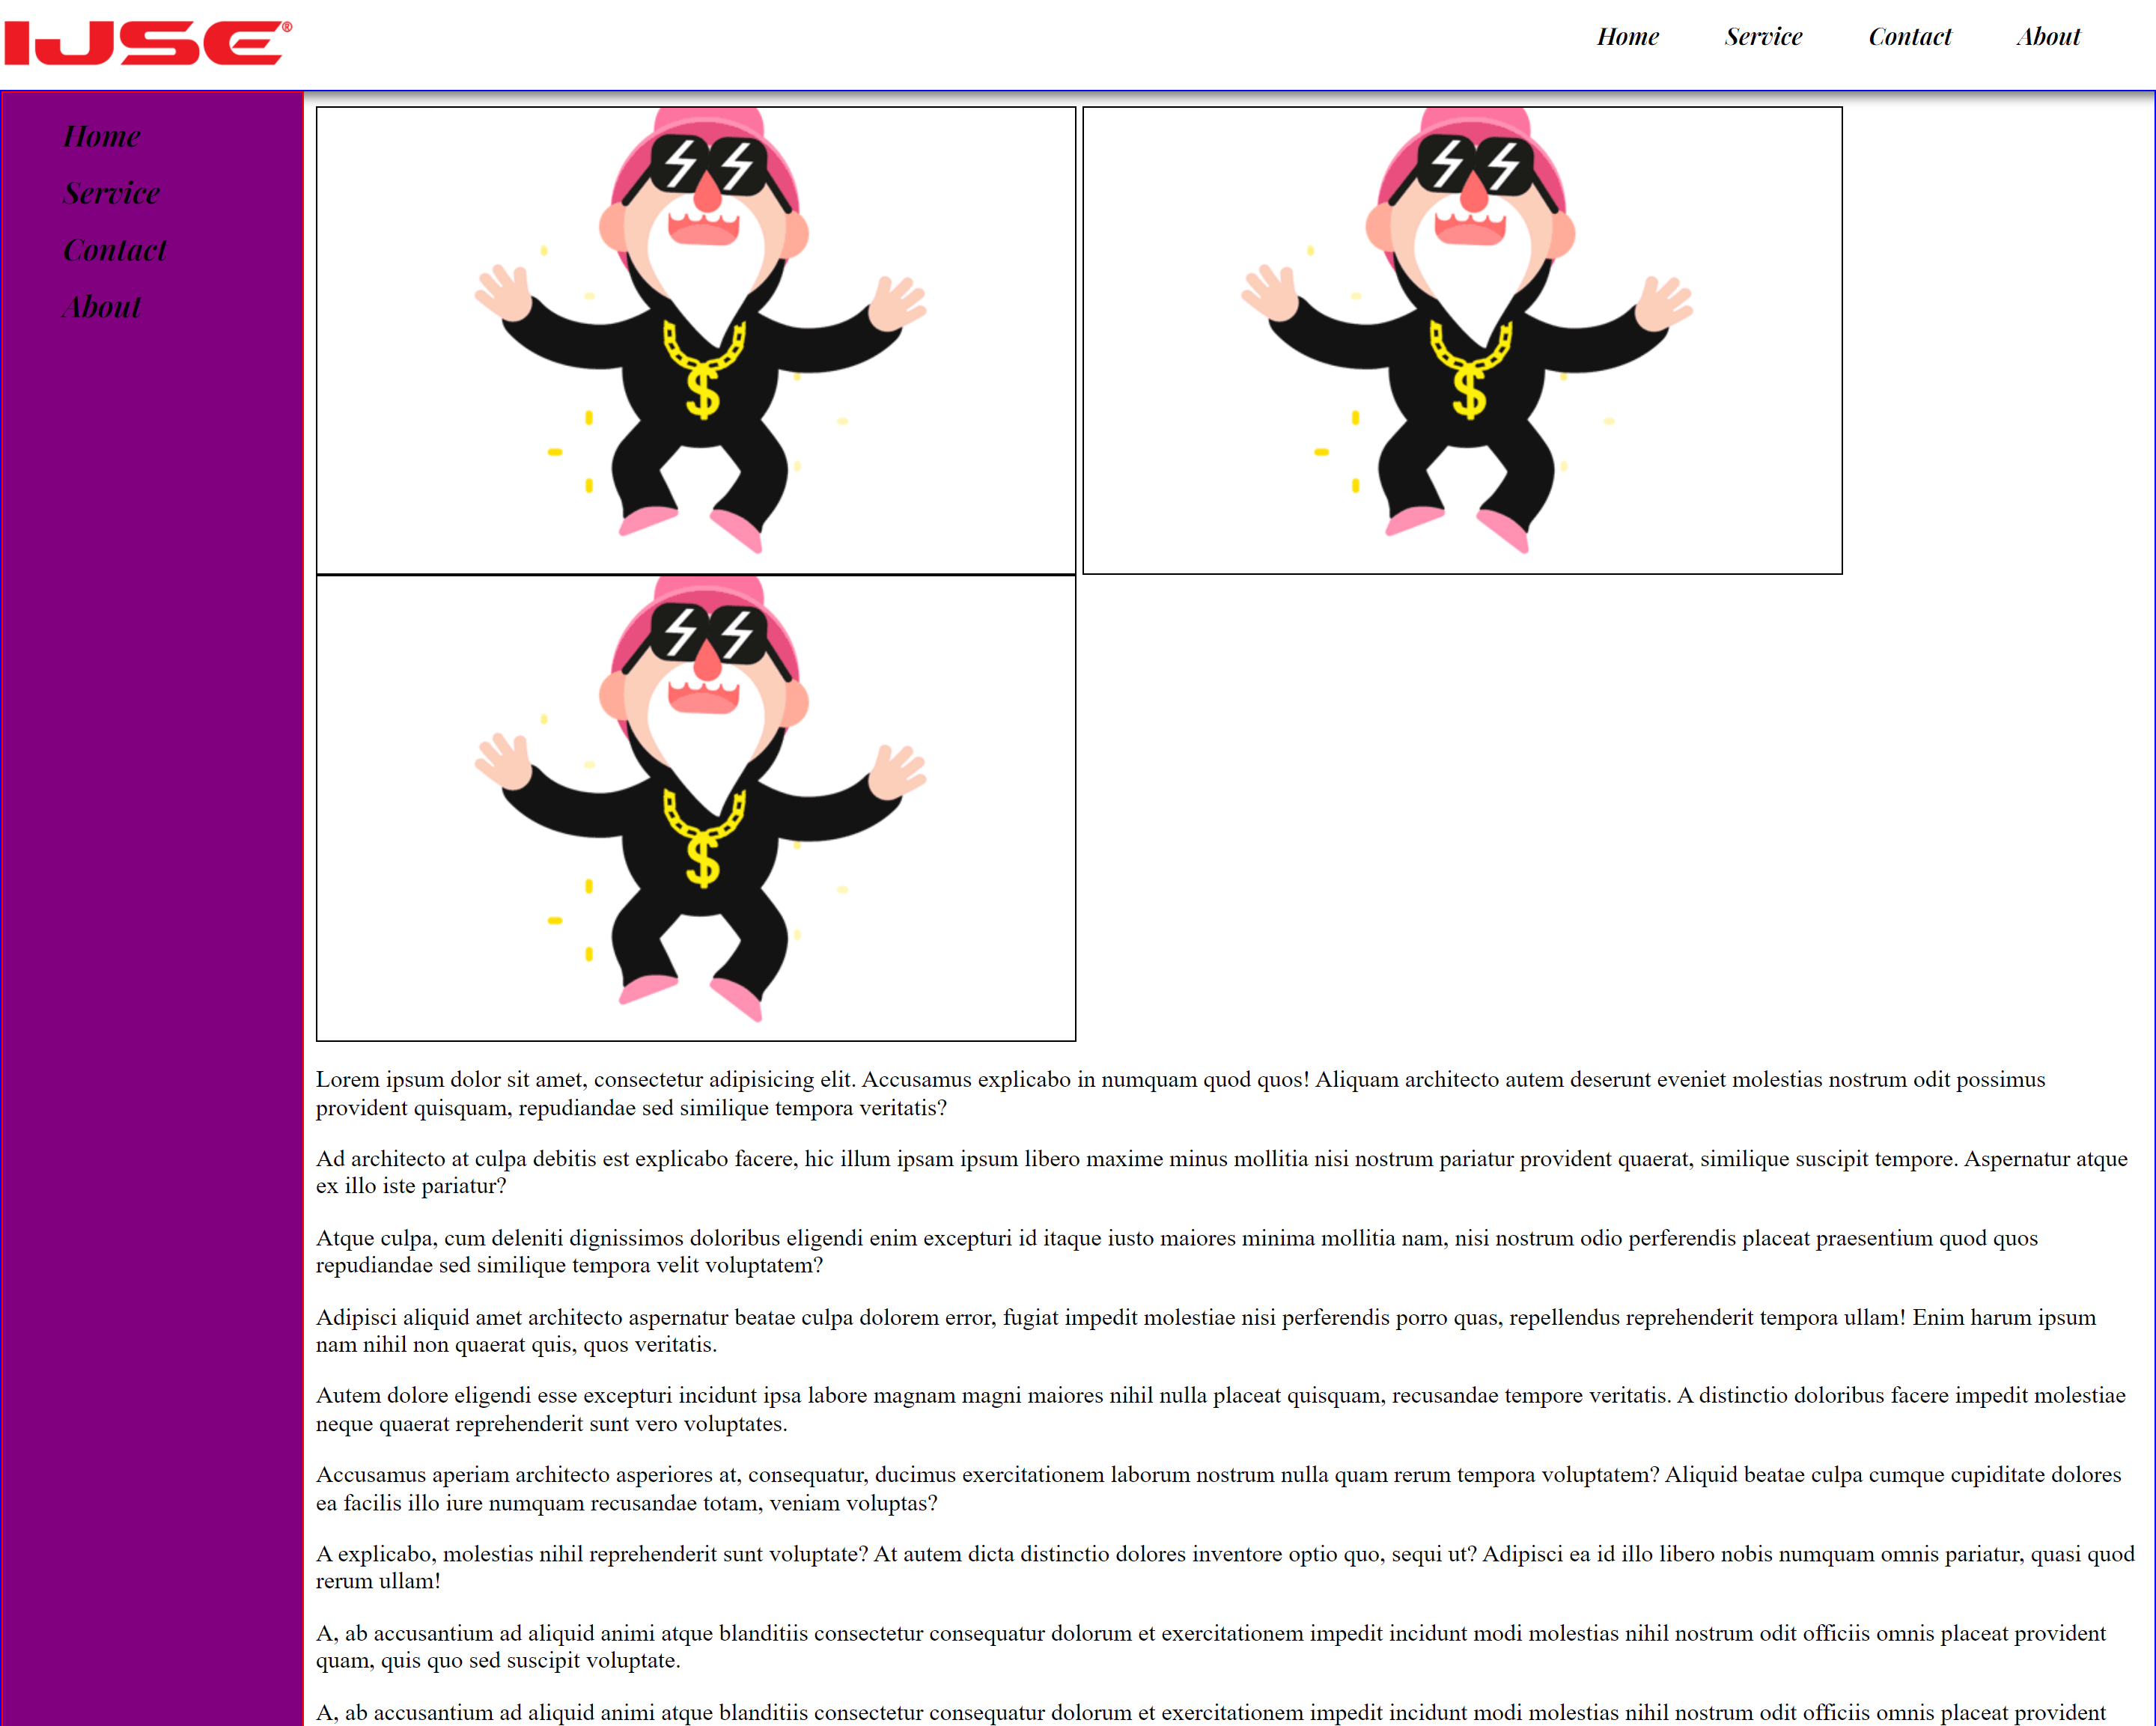 IJSE®
Home Service Contact About
Home
Service
Contact
About
$ $
$
Lorem ipsum dolor sit amet, consectetur adipisicing elit. Accusamus explicabo in numquam quod quos! Aliquam architecto autem deserunt eveniet molestias nostrum odit possimus
provident quisquam, repudiandae sed similique tempora veritatis?
Ad architecto at culpa debitis est explicabo facere, hic illum ipsam ipsum libero maxime minus mollitia nisi nostrum pariatur provident quaerat, similique suscipit tempore. Aspernatur atque
ex illo iste pariatur?
Atque culpa, cum deleniti dignissimos doloribus eligendi enim excepturi id itaque iusto maiores minima mollitia nam, nisi nostrum odio perferendis placeat praesentium quod quos
repudiandae sed similique tempora velit voluptatem?
Adipisci aliquid amet architecto aspernatur beatae culpa dolorem error, fugiat impedit molestiae nisi perferendis porro quas, repellendus reprehenderit tempora ullam! Enim harum ipsum
nam nihil non quaerat quis, quos veritatis.
Autem dolore eligendi esse excepturi incidunt ipsa labore magnam magni maiores nihil nulla placeat quisquam, recusandae tempore veritatis. A distinctio doloribus facere impedit molestiae
neque quaerat reprehenderit sunt vero voluptates.
Accusamus aperiam architecto asperiores at, consequatur, ducimus exercitationem laborum nostrum nulla quam rerum tempora voluptatem? Aliquid beatae culpa cumque cupiditate dolores
ea facilis illo iure numquam recusandae totam, veniam voluptas?
A explicabo, molestias nihil reprehenderit sunt voluptate? At autem dicta distinctio dolores inventore optio quo, sequi ut? Adipisci ea id illo libero nobis numquam omnis pariatur, quasi quod
rerum ullam!
A, ab accusantium ad aliquid animi atque blanditiis consectetur consequatur dolorum et exercitationem impedit incidunt modi molestias nihil nostrum odit officiis omnis placeat provident
quam, quis quo sed suscipit voluptate.
A, ab accusantium ad aliquid animi atque blanditiis consectetur consequatur dolorum et exercitationem impedit incidunt modi molestias nihil nostrum odit officiis omnis placeat provident